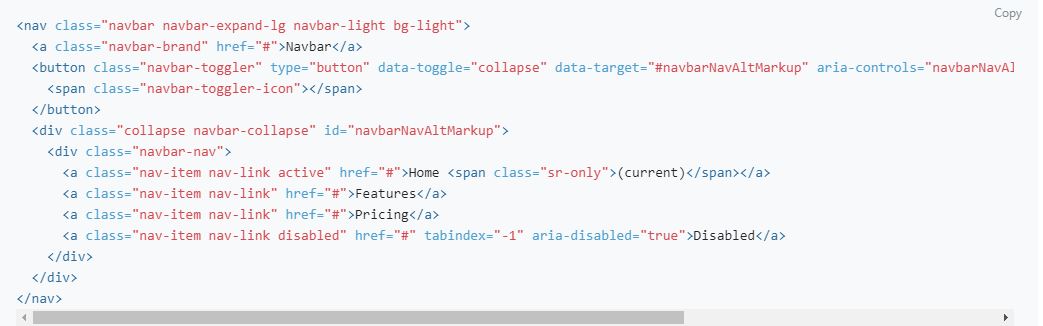 Copy
<nav class="navbar navbar-expand-lg navbar-light bg-light">
  <a class="navbar-brand" href="#">Navbar</a>
  <button class="navbar-toggler" type="button" data-toggle="collapse" data-target="#navbarNavAltMarkup" aria-controls="navbarNavAl
    <span class="navbar-toggler-icon"></span>
  </button>
  <div class="collapse navbar-collapse" id="navbarNavAltMarkup">
    <div class="navbar-nav">
      <a class="nav-item nav-link active" href="#">Home <span class="sr-only">(current)</span></a>
      <a class="nav-item nav-link" href="#">Features</a>
      <a class="nav-item nav-link" href="#">Pricing</a>
      <a class="nav-item nav-link disabled" href="#" tabindex="-1" aria-disabled="true">Disabled</a>
    </div>
  </div>
</nav>